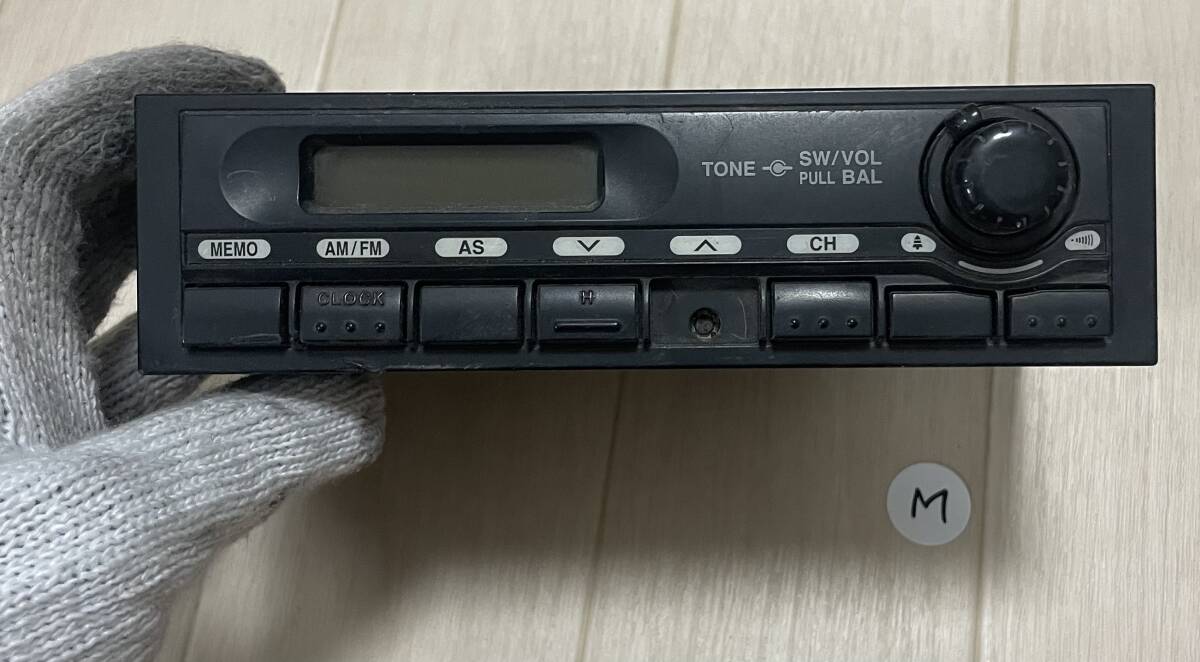 TONE SW/VOL
PULL BAL
MEMO AM/FM AS CH
CLOCK H
M